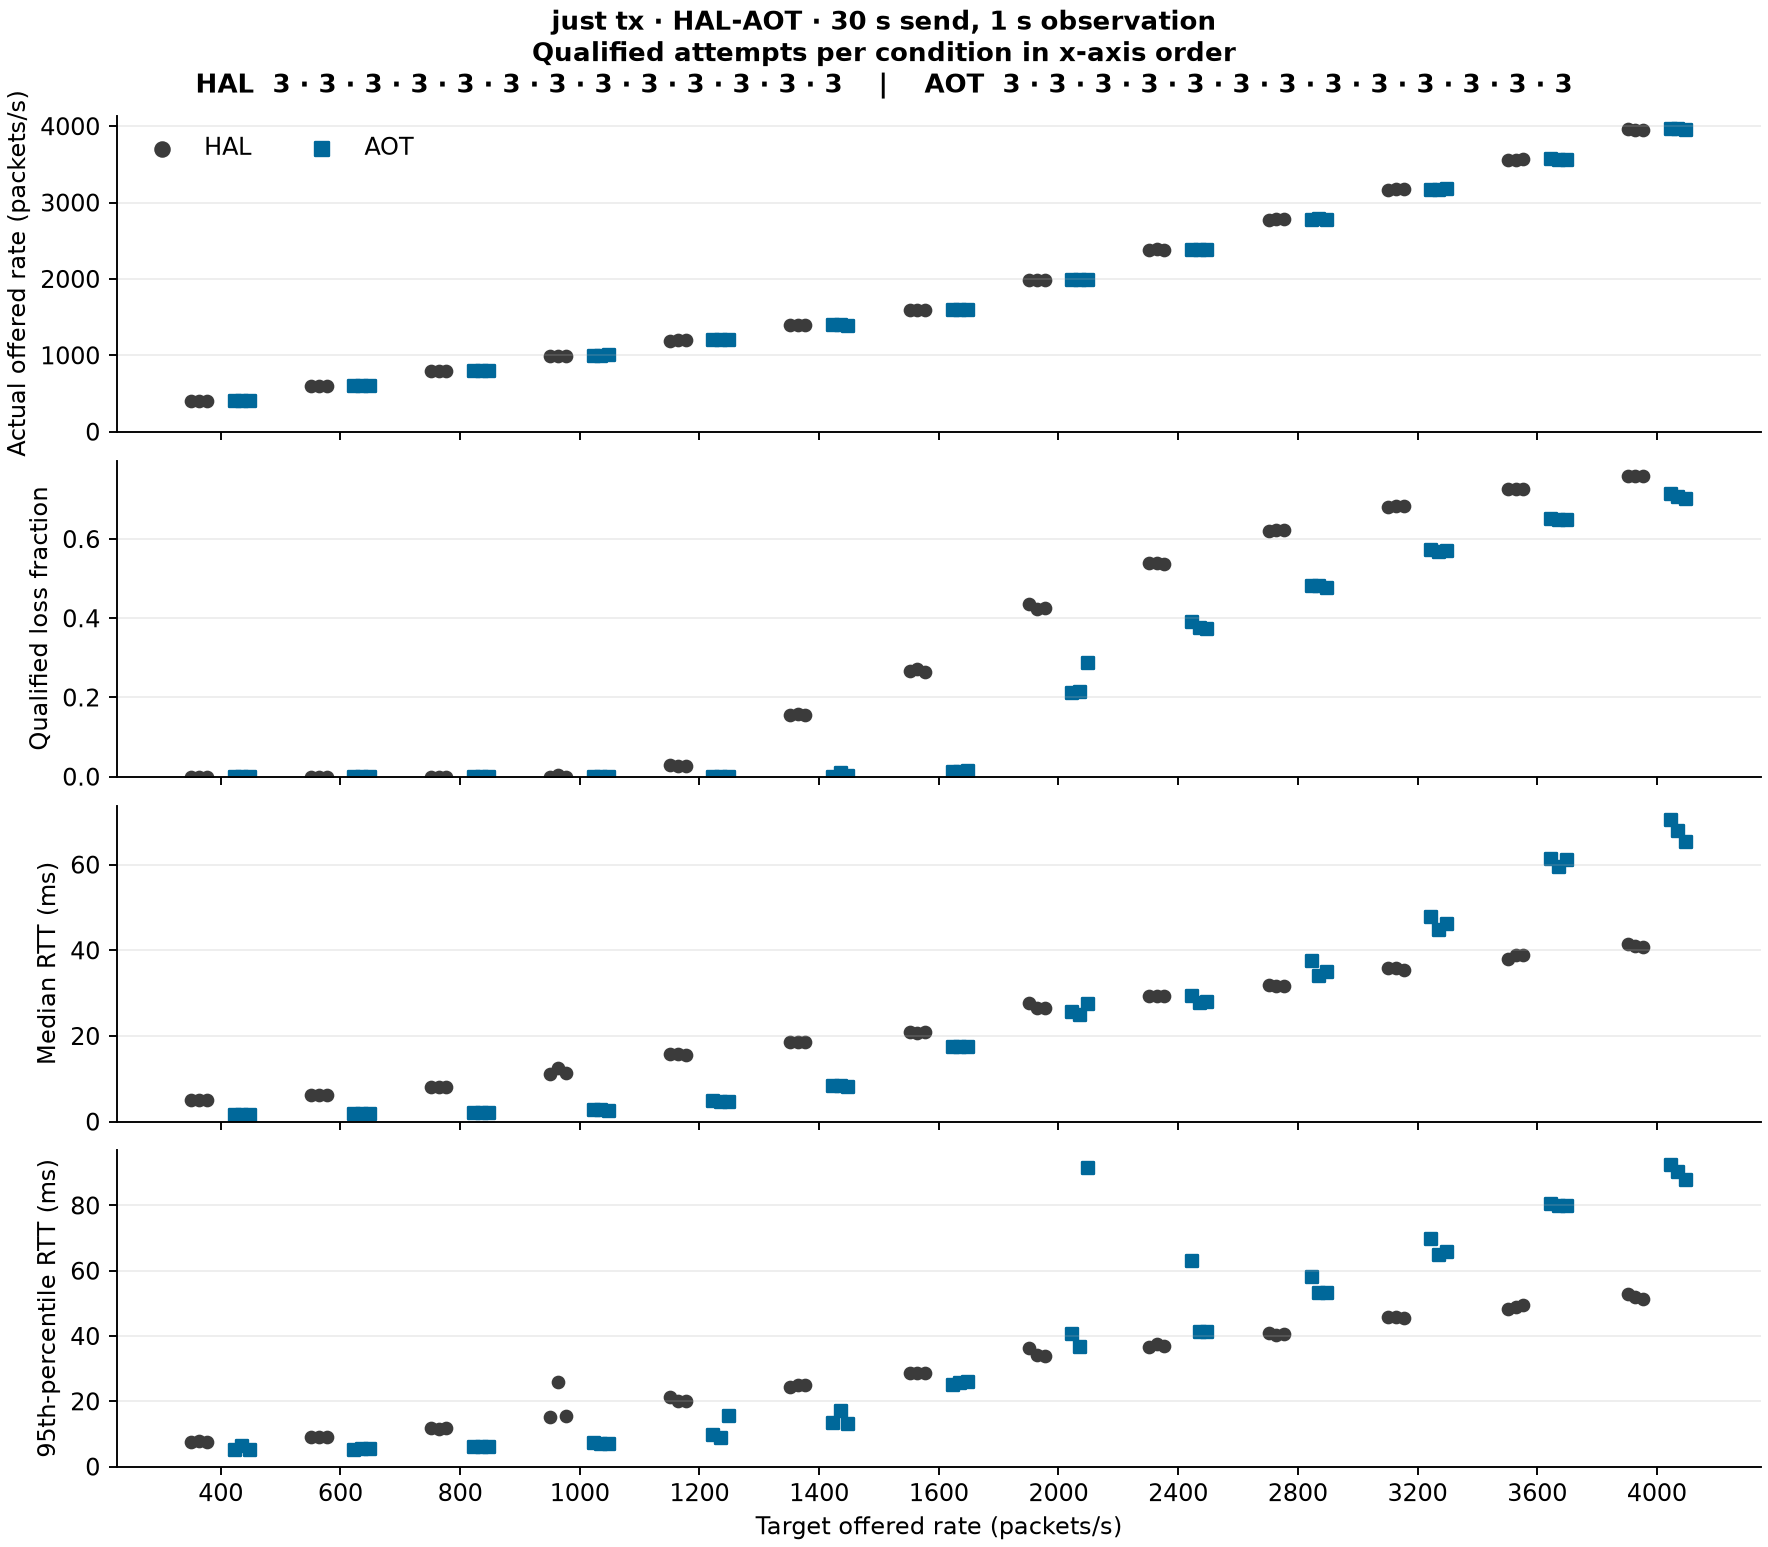 just tx · HAL-AOT · 30 s send, 1 s observation
Qualified attempts per condition in x-axis order
HAL 3 · 3 · 3 · 3 · 3 · 3 · 3 · 3 · 3 · 3 · 3 · 3 · 3 | AOT 3 · 3 · 3 · 3 · 3 · 3 · 3 · 3 · 3 · 3 · 3 · 3 · 3
Actual offered rate (packets/s)
4000
3000
2000
1000
0
HAL AOT
Qualified loss fraction
0.6
0.4
0.2
0.0
Median RTT (ms)
60
40
20
0
95th-percentile RTT (ms)
80
60
40
20
0
400 600 800 1000 1200 1400 1600 2000 2400 2800 3200 3600 4000
Target offered rate (packets/s)